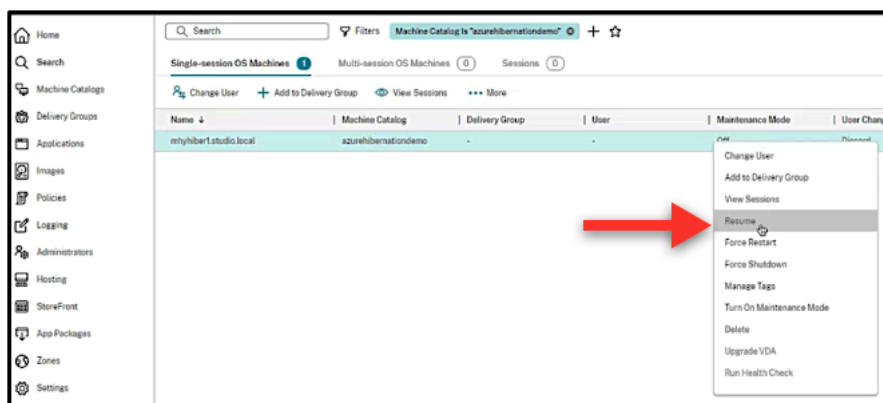 Home
Search
Machine Catalogs
Delivery Groups
Applications
Images
Policies
Logging
Administrators
Hosting
StoreFront
App Packages
Zones
Settings
Search Filters Machine Catalog Is "azurehibernationdemo"
Single-session OS Machines 1 Multi-session OS Machines (0) Sessions (0)
Change User Add to Delivery Group View Sessions ••• More
Name ↓ Machine Catalog Delivery Group User Maintenance Mode User Chang
mhyhiber1.studio.local azurehibernationdemo - - Off Discard
Change User
Add to Delivery Group
View Sessions
Resume
Force Restart
Force Shutdown
Manage Tags
Turn On Maintenance Mode
Delete
Upgrade VDA
Run Health Check